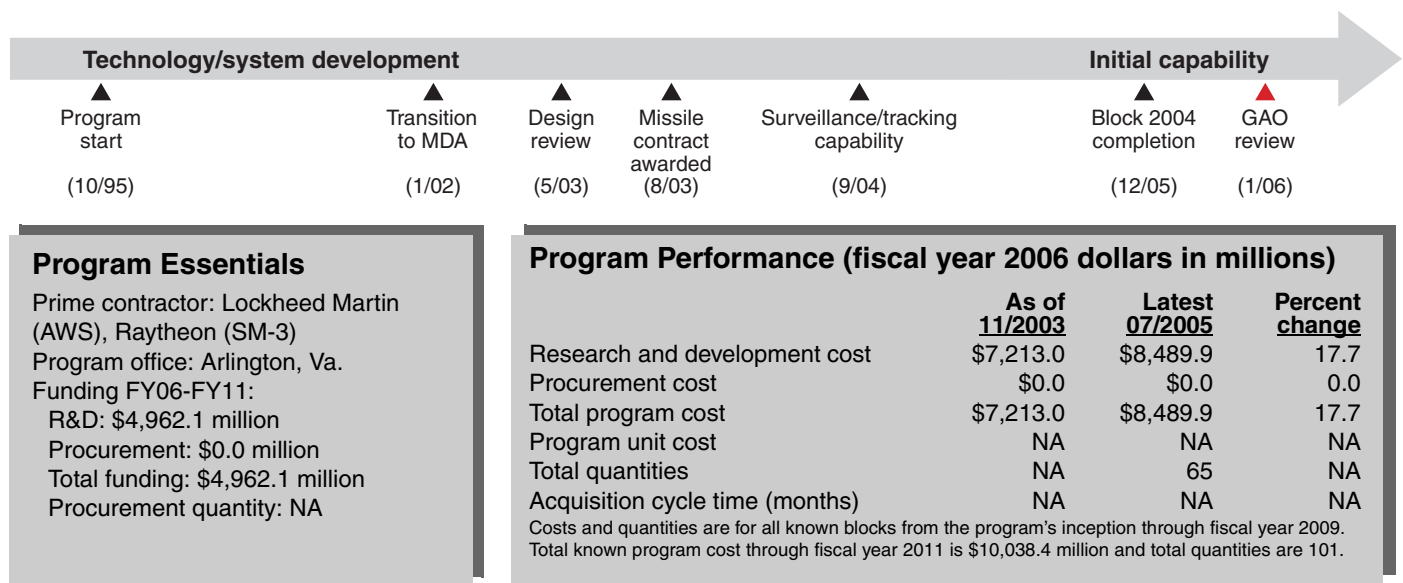 Technology/system development
Initial capability
Program start (10/95)
Transition to MDA (1/02)
Design review (5/03)
Missile contract awarded (8/03)
Surveillance/tracking capability (9/04)
Block 2004 completion (12/05)
GAO review (1/06)
Program Essentials
Prime contractor: Lockheed Martin
(AWS), Raytheon (SM-3)
Program office: Arlington, Va.
Funding FY06-FY11:
R&D: $4,962.1 million
Procurement: $0.0 million
Total funding: $4,962.1 million
Procurement quantity: NA
Program Performance (fiscal year 2006 dollars in millions)
As of 11/2003 Latest 07/2005 Percent change
Research and development cost $7,213.0 $8,489.9 17.7
Procurement cost $0.0 $0.0 0.0
Total program cost $7,213.0 $8,489.9 17.7
Program unit cost NA NA NA
Total quantities NA 65 NA
Acquisition cycle time (months) NA NA NA
Costs and quantities are for all known blocks from the program's inception through fiscal year 2009.
Total known program cost through fiscal year 2011 is $10,038.4 million and total quantities are 101.